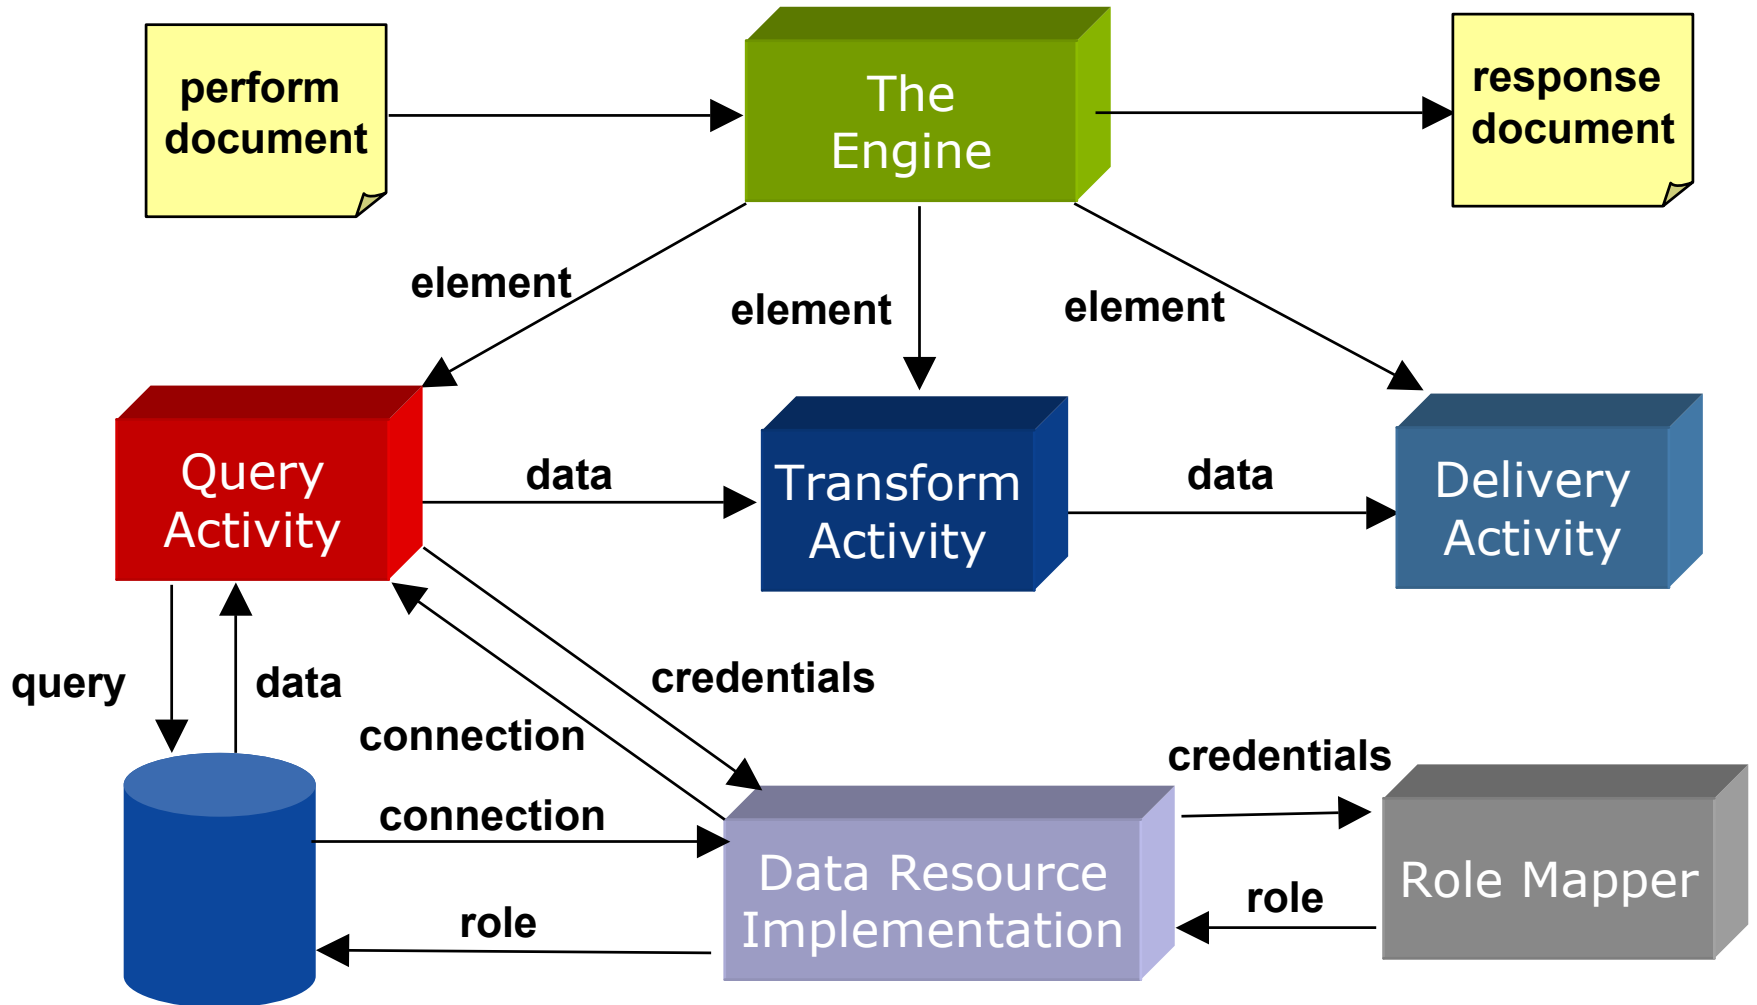 perform
document
The
Engine
response
document
element
element
element
Query
Activity
data
Transform
Activity
data
Delivery
Activity
query
data
credentials
connection
connection
role
Data Resource
Implementation
credentials
role
Role Mapper